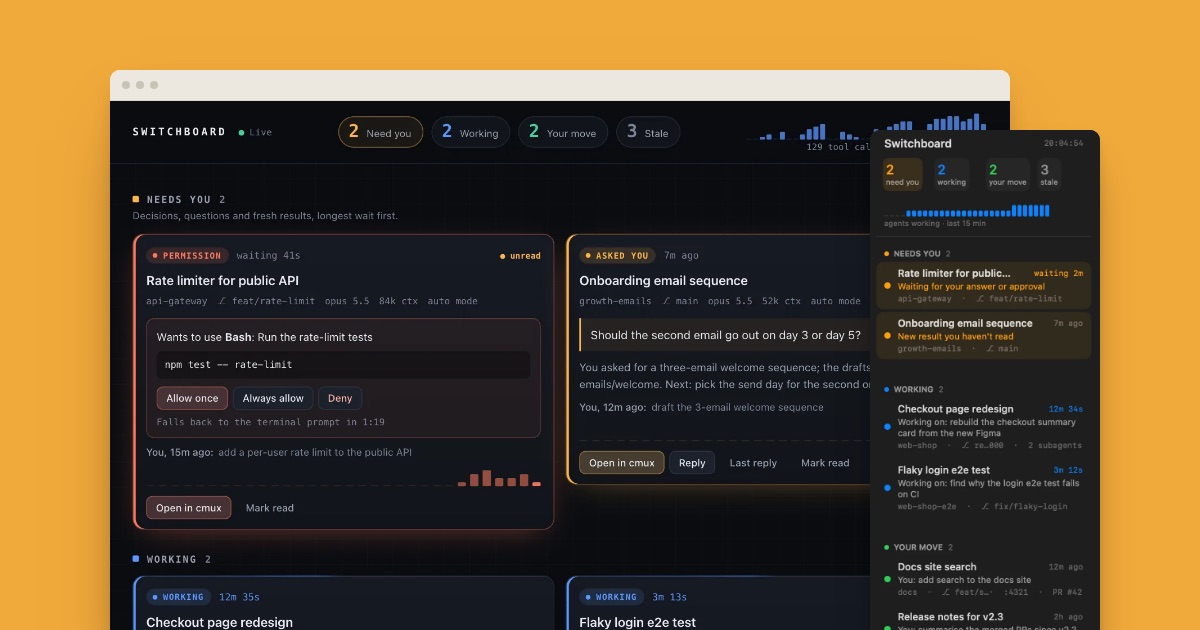 SWITCHBOARD Live
2 Need you 2 Working 2 Your move 3 Stale
129 tool cal
NEEDS YOU 2
Decisions, questions and fresh results, longest wait first.
PERMISSION waiting 41s unread
Rate limiter for public API
api-gateway feat/rate-limit opus 5.5 84k ctx auto mode
Wants to use Bash: Run the rate-limit tests
npm test -- rate-limit
Allow once Always allow Deny
Falls back to the terminal prompt in 1:19
You, 15m ago: add a per-user rate limit to the public API
Open in cmux Mark read
ASKED YOU 7m ago
Onboarding email sequence
growth-emails main opus 5.5 52k ctx auto mode
Should the second email go out on day 3 or day 5?
You asked for a three-email welcome sequence; the drafts
emails/welcome. Next: pick the send day for the second
You, 12m ago: draft the 3-email welcome sequence
Open in cmux Reply Last reply Mark read
WORKING 2
WORKING 12m 35s
Checkout page redesign
WORKING 3m 13s
Flaky login e2e test
Switchboard 20:04:54
2 need you 2 working 2 your move 3 stale
agents working · last 15 min
NEEDS YOU 2
Rate limiter for public... waiting 2m
Waiting for your answer or approval
api-gateway · feat/rate-limit
Onboarding email sequence 7m ago
New result you haven't read
growth-emails · main
WORKING 2
Checkout page redesign 12m 34s
Working on: rebuild the checkout summary
card from the new Figma
web-shop · re…000 · 2 subagents
Flaky login e2e test 3m 12s
Working on: find why the login e2e test fails
on CI
web-shop-e2e · fix/flaky-login
YOUR MOVE 2
Docs site search 12m ago
You: add search to the docs site
docs · feat/s…· :4321 · PR #42
Release notes for v2.3 2h ago
You: summarise the merged PRs since v2.2